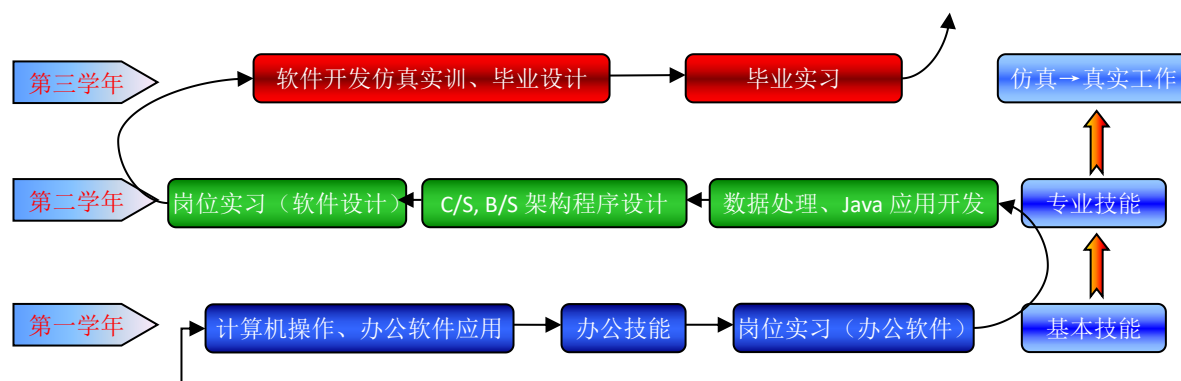 第三学年
软件开发仿真实训、毕业设计
毕业实习
仿真→真实工作
第二学年
岗位实习（软件设计）
C/S, B/S 架构程序设计
数据处理、Java 应用开发
专业技能
第一学年
计算机操作、办公软件应用
办公技能
岗位实习（办公软件）
基本技能